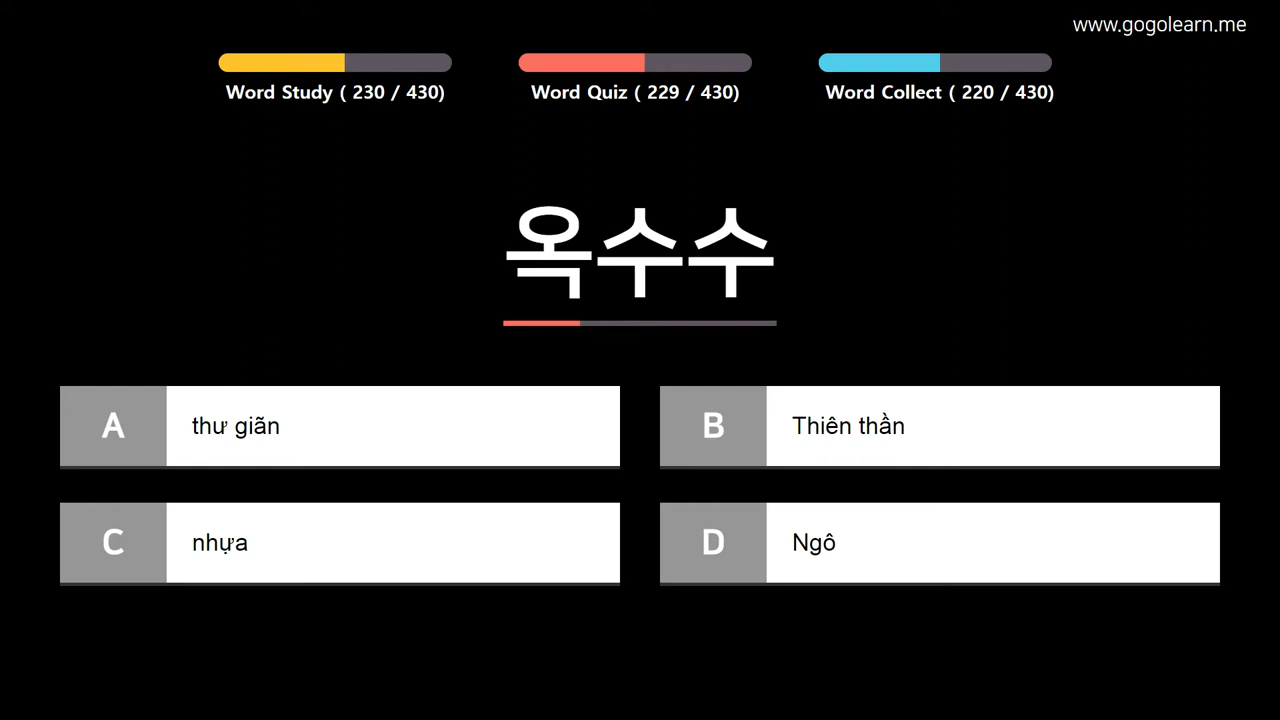 www.gogolearn.me
Word Study ( 230 / 430)
Word Quiz ( 229 / 430)
Word Collect ( 220 / 430)
옥수수
A thư giãn
B Thiên thần
C nhựa
D Ngô